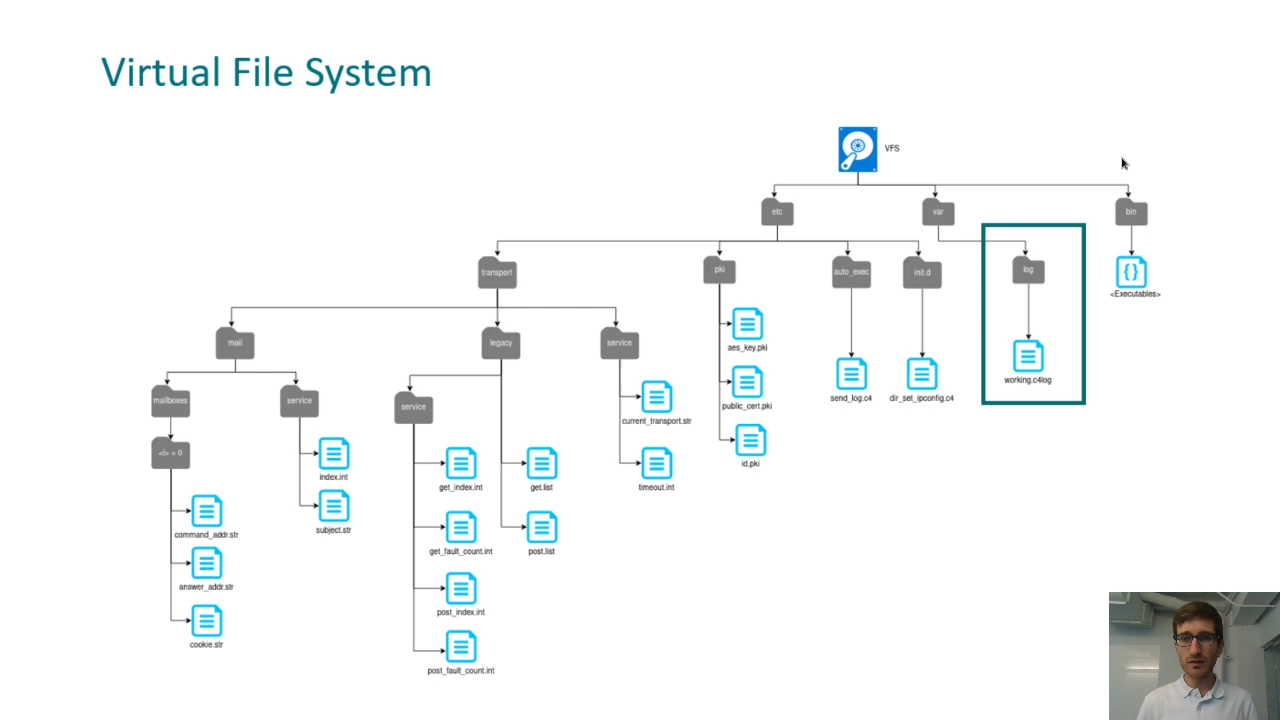 Virtual File System
VFS
etc
var
bin
transport
pki
auto_exec
init.d
log
<Executables>
mail
legacy
service
aes_key.pki
working.c4log
mailboxes
service
service
current_transport.str
public_cert.pki
send_log.c4
dir_set_ipconfig.c4
<I> = 0
index.int
get_index.int
get.list
timeout.int
id.pki
command_addr.str
subject.str
get_fault_count.int
post.list
answer_addr.str
post_index.int
cookie.str
post_fault_count.int